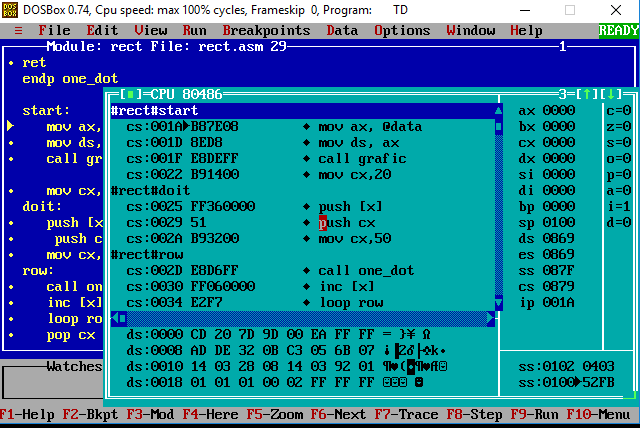 DOSBox 0.74, Cpu speed: max 100% cycles, Frameskip 0, Program: TD
≡ File Edit View Run Breakpoints Data Options Window Help READY
Module: rect File: rect.asm 29 1
• ret
endp one_dot
start:
mov ax,
• mov ds,
• call gra
• mov cx,
doit:
• push [x]
• push c
• mov cx,
row:
• call on
• inc [x]
• loop ro
• pop cx
Watches
[■]=CPU 80486 3=[↑][↓]
#rect#start
cs:001A►B87E08 ♦ mov ax, @data
cs:001D 8ED8 ♦ mov ds, ax
cs:001F E8DEFF ♦ call grafic
cs:0022 B91400 ♦ mov cx,20
#rect#doit
cs:0025 FF360000 ♦ push [x]
cs:0029 51 ♦ push cx
cs:002A B93200 ♦ mov cx,50
#rect#row
cs:002D E8D6FF ♦ call one_dot
cs:0030 FF060000 ♦ inc [x]
cs:0034 E2F7 ♦ loop row
ax 0000 c=0
bx 0000 z=0
cx 0000 s=0
dx 0000 o=0
si 0000 p=0
di 0000 a=0
bp 0000 i=1
sp 0100 d=0
ds 0869
es 0869
ss 087F
cs 0879
ip 001A
ds:0000 CD 20 7D 9D 00 EA FF FF = }¥ Ω
ds:0008 AD DE 32 0B C3 05 6B 07
ds:0010 14 03 28 08 14 03 92 01
ds:0018 01 01 01 00 02 FF FF FF
ss:0102 0403
ss:0100►52FB
F1-Help F2-Bkpt F3-Mod F4-Here F5-Zoom F6-Next F7-Trace F8-Step F9-Run F10-Menu